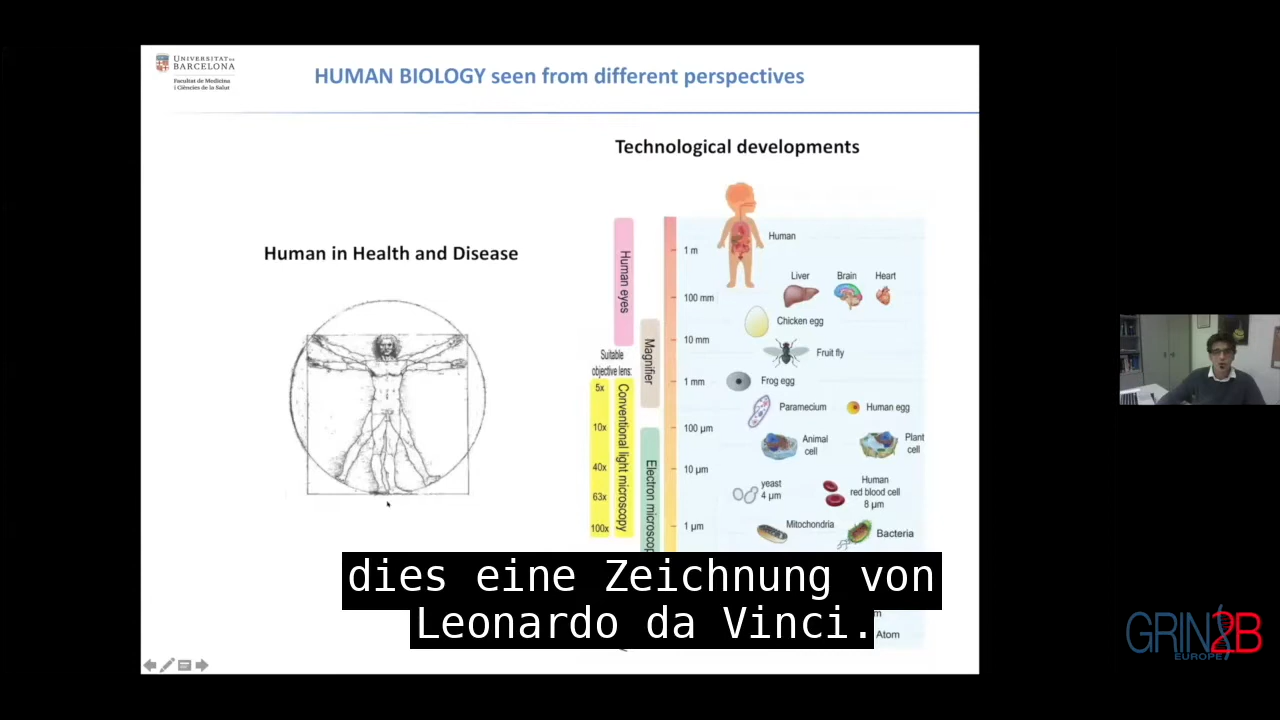 UNIVERSITAT DE
BARCELONA
Facultat de Medicina
i Ciències de la Salut
HUMAN BIOLOGY seen from different perspectives
Technological developments
Human in Health and Disease
Human eyes
Magnifier
Suitable
objective lens:
5x
10x
40x
63x
100x
Conventional light microscopy
1 m
100 mm
10 mm
1 mm
100 µm
10 µm
1 µm
Human
Liver
Brain
Heart
Chicken egg
Fruit fly
Frog egg
Paramecium
Human egg
Animal
cell
Plant
cell
yeast
4 µm
Human
red blood cell
8 µm
Mitochondria
Bacteria
Electron microscop
Atom
dies eine Zeichnung von
Leonardo da Vinci.
GRIN2B
EUROPE